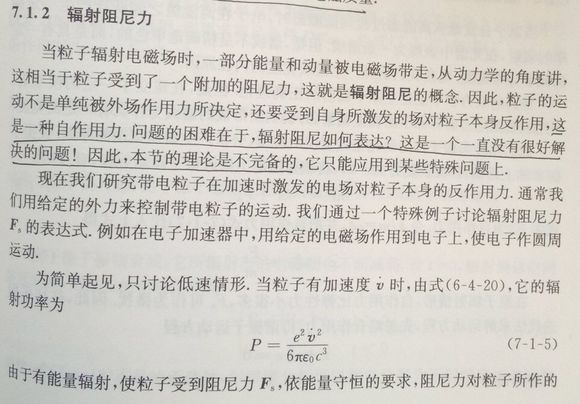 7.1.2 辐射阻尼力
当粒子辐射电磁场时,一部分能量和动量被电磁场带走,从动力学的角度讲,
这相当于粒子受到了一个附加的阻尼力,这就是辐射阻尼的概念.因此,粒子的运
动不是单纯被外场作用力所决定,还要受到自身所激发的场对粒子本身反作用,这
是一种自作用力.问题的困难在于,辐射阻尼如何表达?这是一个一直没有很好解
决的问题!因此,本节的理论是不完备的,它只能应用到某些特殊问题上.
现在我们研究带电粒子在加速时激发的电场对粒子本身的反作用力.通常我
们用给定的外力来控制带电粒子的运动.我们通过一个特殊例子讨论辐射阻尼力
Fₛ的表达式.例如在电子加速器中,用给定的电磁场作用到电子上,使电子作圆周
运动.
为简单起见,只讨论低速情形.当粒子有加速度 v̇ 时,由式(6-4-20),它的辐
射功率为
P = e² v̇² / 6πε₀c³ (7-1-5)
由于有能量辐射,使粒子受到阻尼力 Fₛ,依能量守恒的要求,阻尼力对粒子所作的